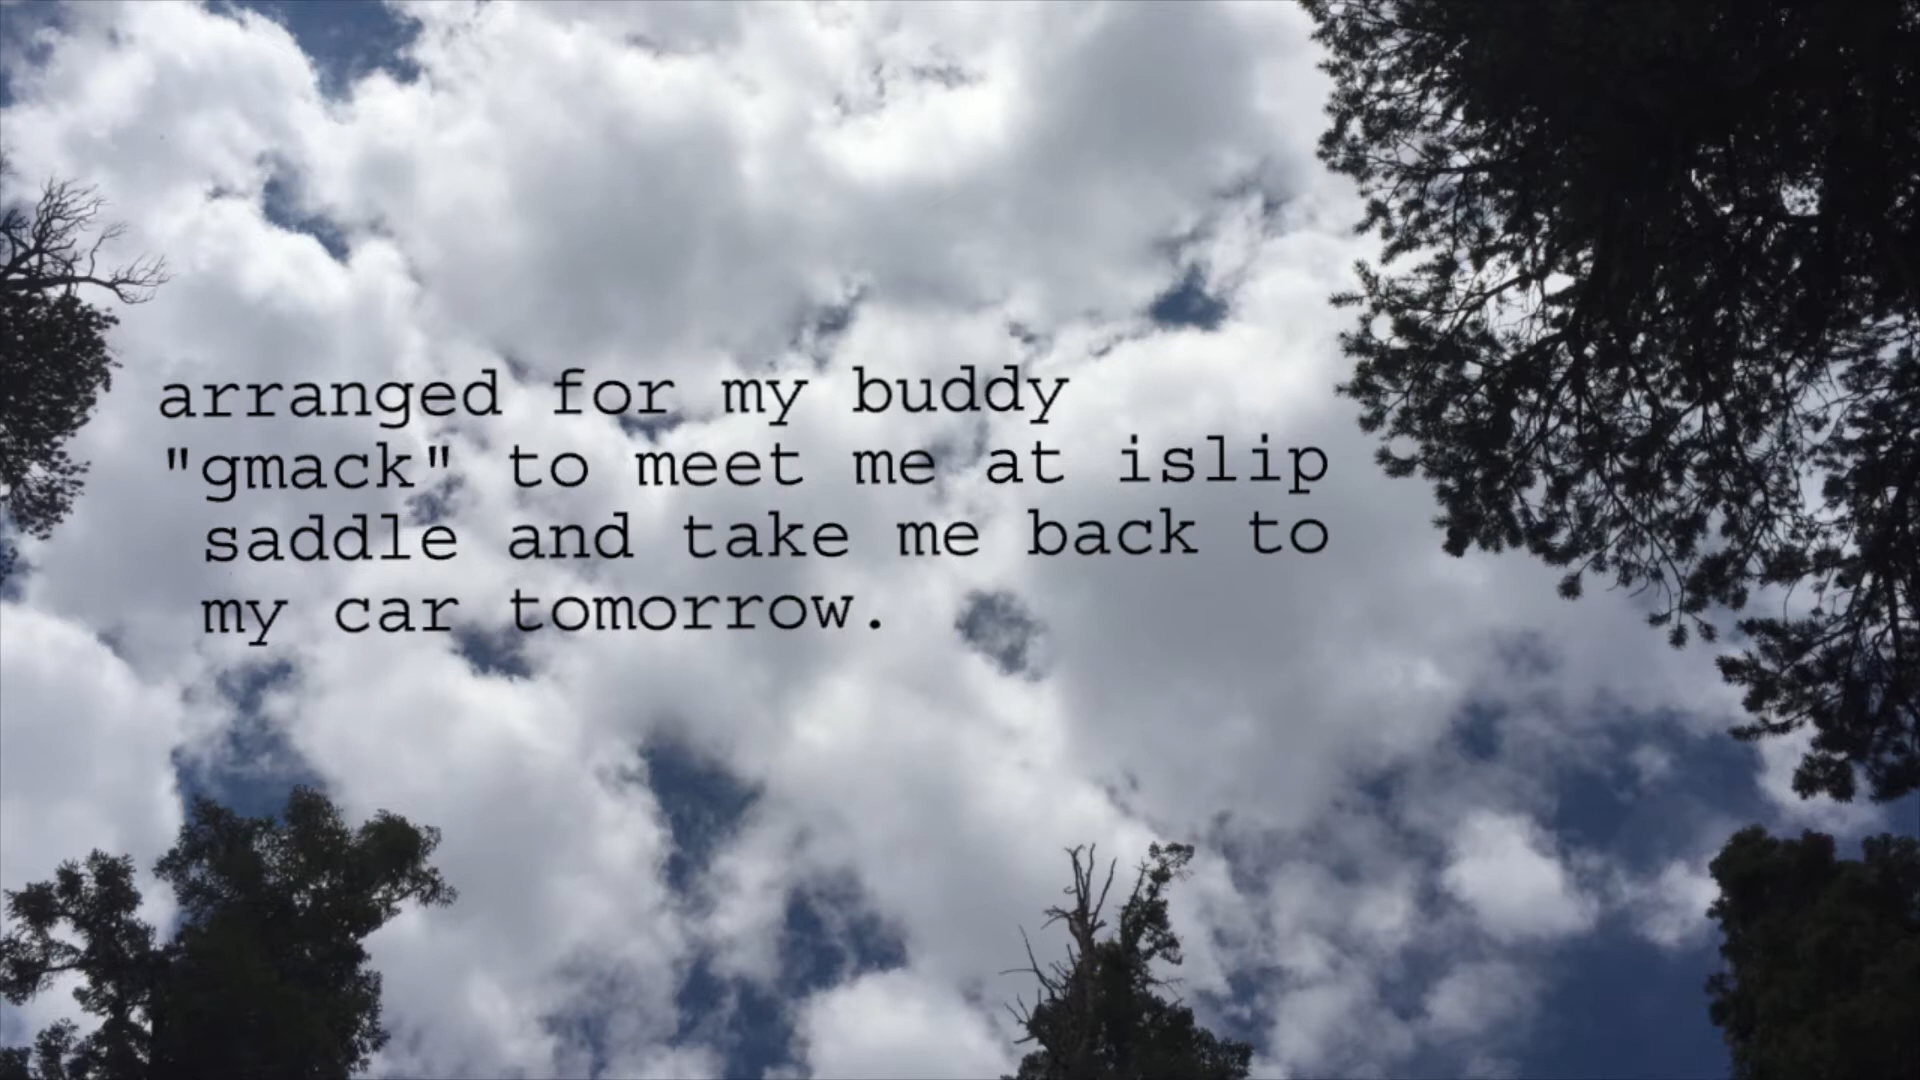 arranged for my buddy
"gmack" to meet me at islip
saddle and take me back to
my car tomorrow.